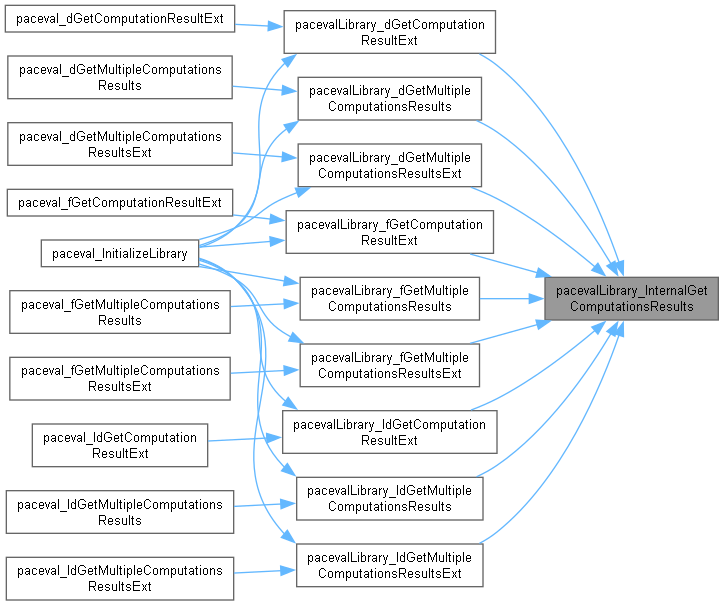 paceval_dGetComputationResultExt
paceval_dGetMultipleComputations
Results
paceval_dGetMultipleComputations
ResultsExt
paceval_fGetComputationResultExt
paceval_InitializeLibrary
paceval_fGetMultipleComputations
Results
paceval_fGetMultipleComputations
ResultsExt
paceval_ldGetComputation
ResultExt
paceval_ldGetMultipleComputations
Results
paceval_ldGetMultipleComputations
ResultsExt
pacevalLibrary_dGetComputation
ResultExt
pacevalLibrary_dGetMultiple
ComputationsResults
pacevalLibrary_dGetMultiple
ComputationsResultsExt
pacevalLibrary_fGetComputation
ResultExt
pacevalLibrary_fGetMultiple
ComputationsResults
pacevalLibrary_fGetMultiple
ComputationsResultsExt
pacevalLibrary_ldGetComputation
ResultExt
pacevalLibrary_ldGetMultiple
ComputationsResults
pacevalLibrary_ldGetMultiple
ComputationsResultsExt
pacevalLibrary_InternalGet
ComputationsResults